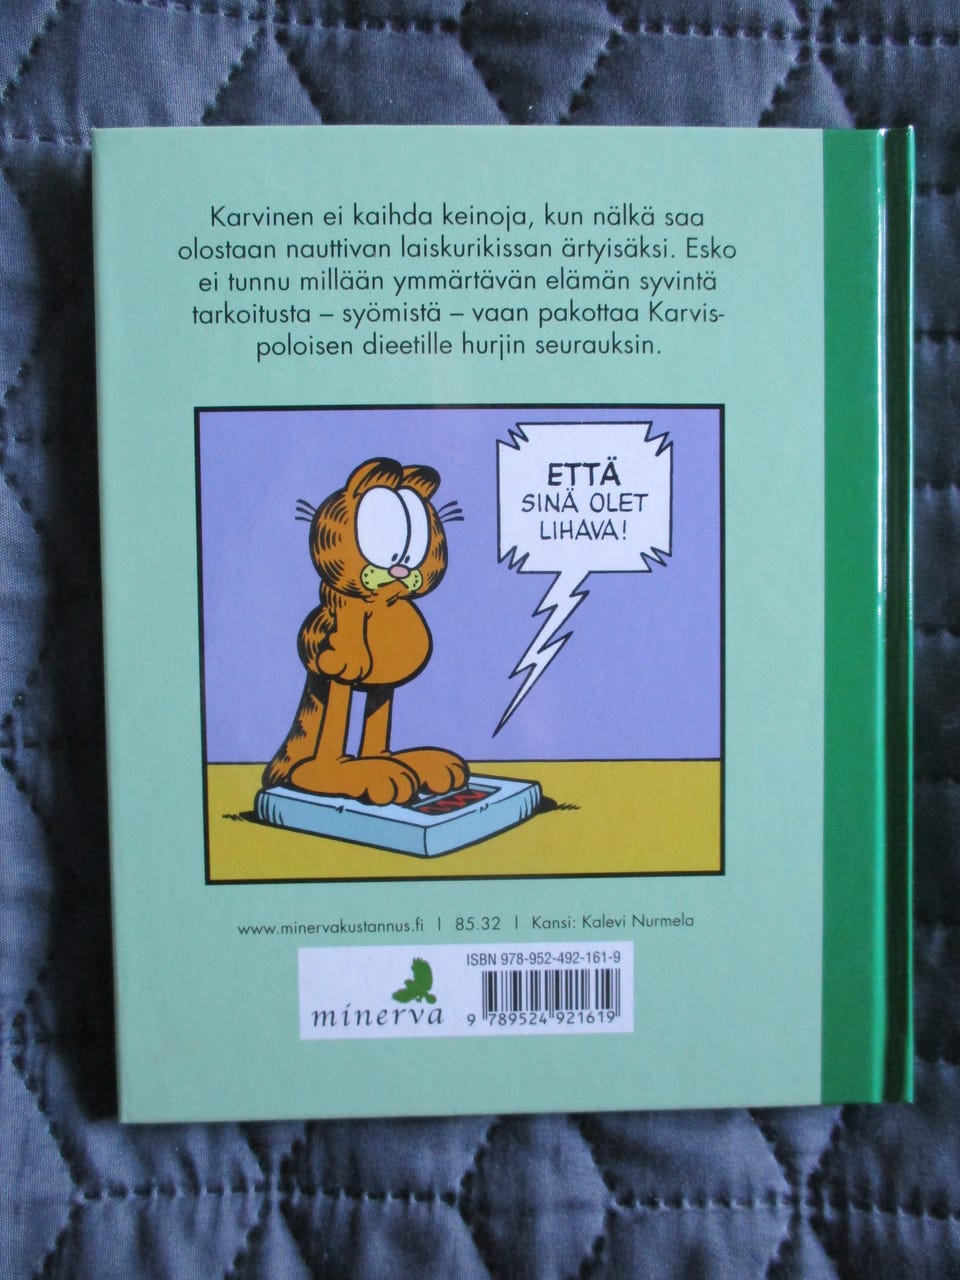 Karvinen ei kaihda keinoja, kun nälkä saa
olostaan nauttivan laiskurikissan ärtyisäksi. Esko
ei tunnu millään ymmärtävän elämän syvintä
tarkoitusta – syömistä – vaan pakottaa Karvis-
poloisen dieetille hurjin seurauksin.
ETTÄ
SINÄ OLET
LIHAVA!
www.minervakustannus.fi | 85.32 | Kansi: Kalevi Nurmela
minerva
ISBN 978-952-492-161-9
9 789524 921619